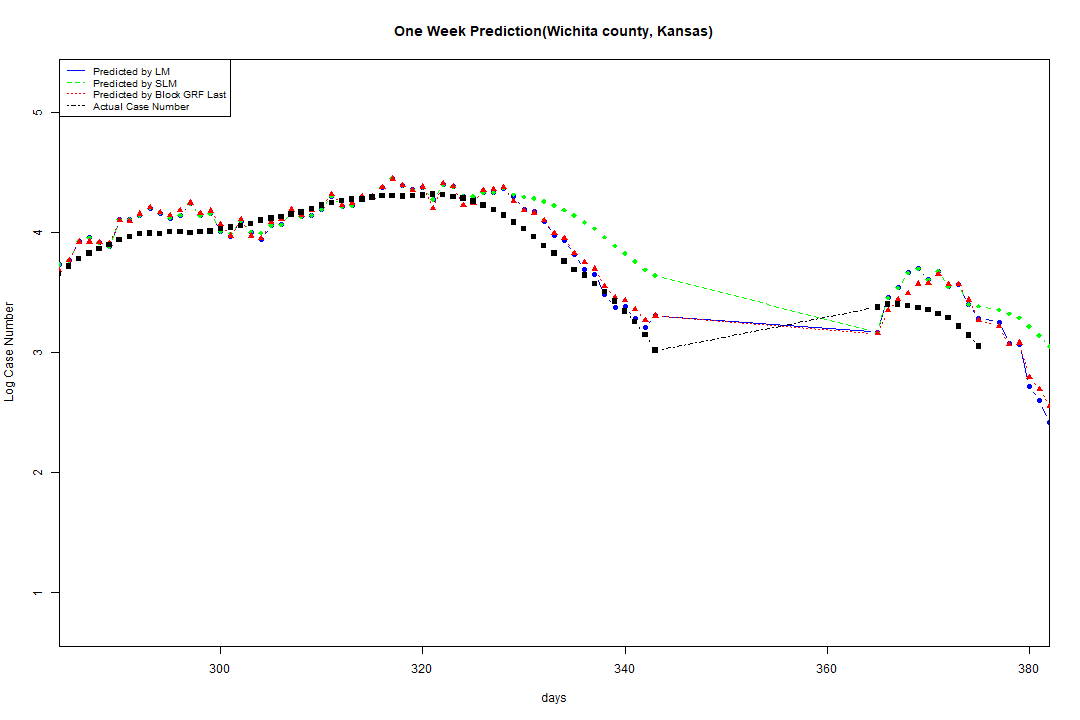 One Week Prediction(Wichita county, Kansas)
Predicted by LM
Predicted by SLM
Predicted by Block GRF Last
Actual Case Number
5
4
3
2
1
Log Case Number
300 320 340 360 380
days